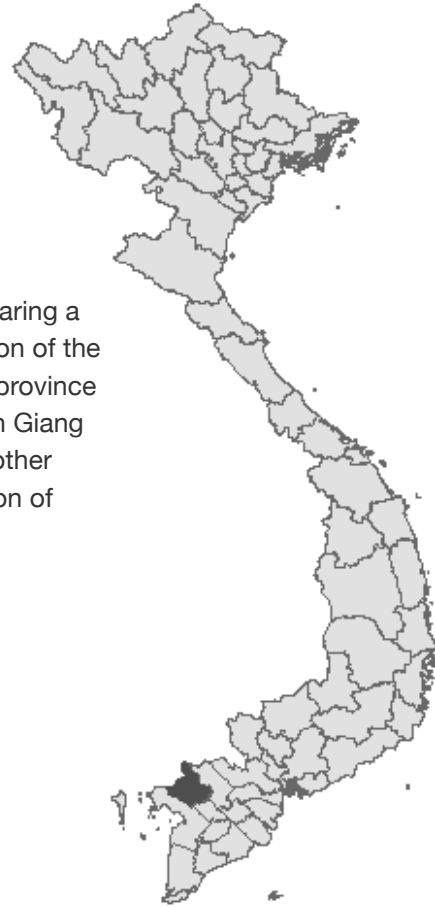 aring a
on of the
province
n Giang
other
on of